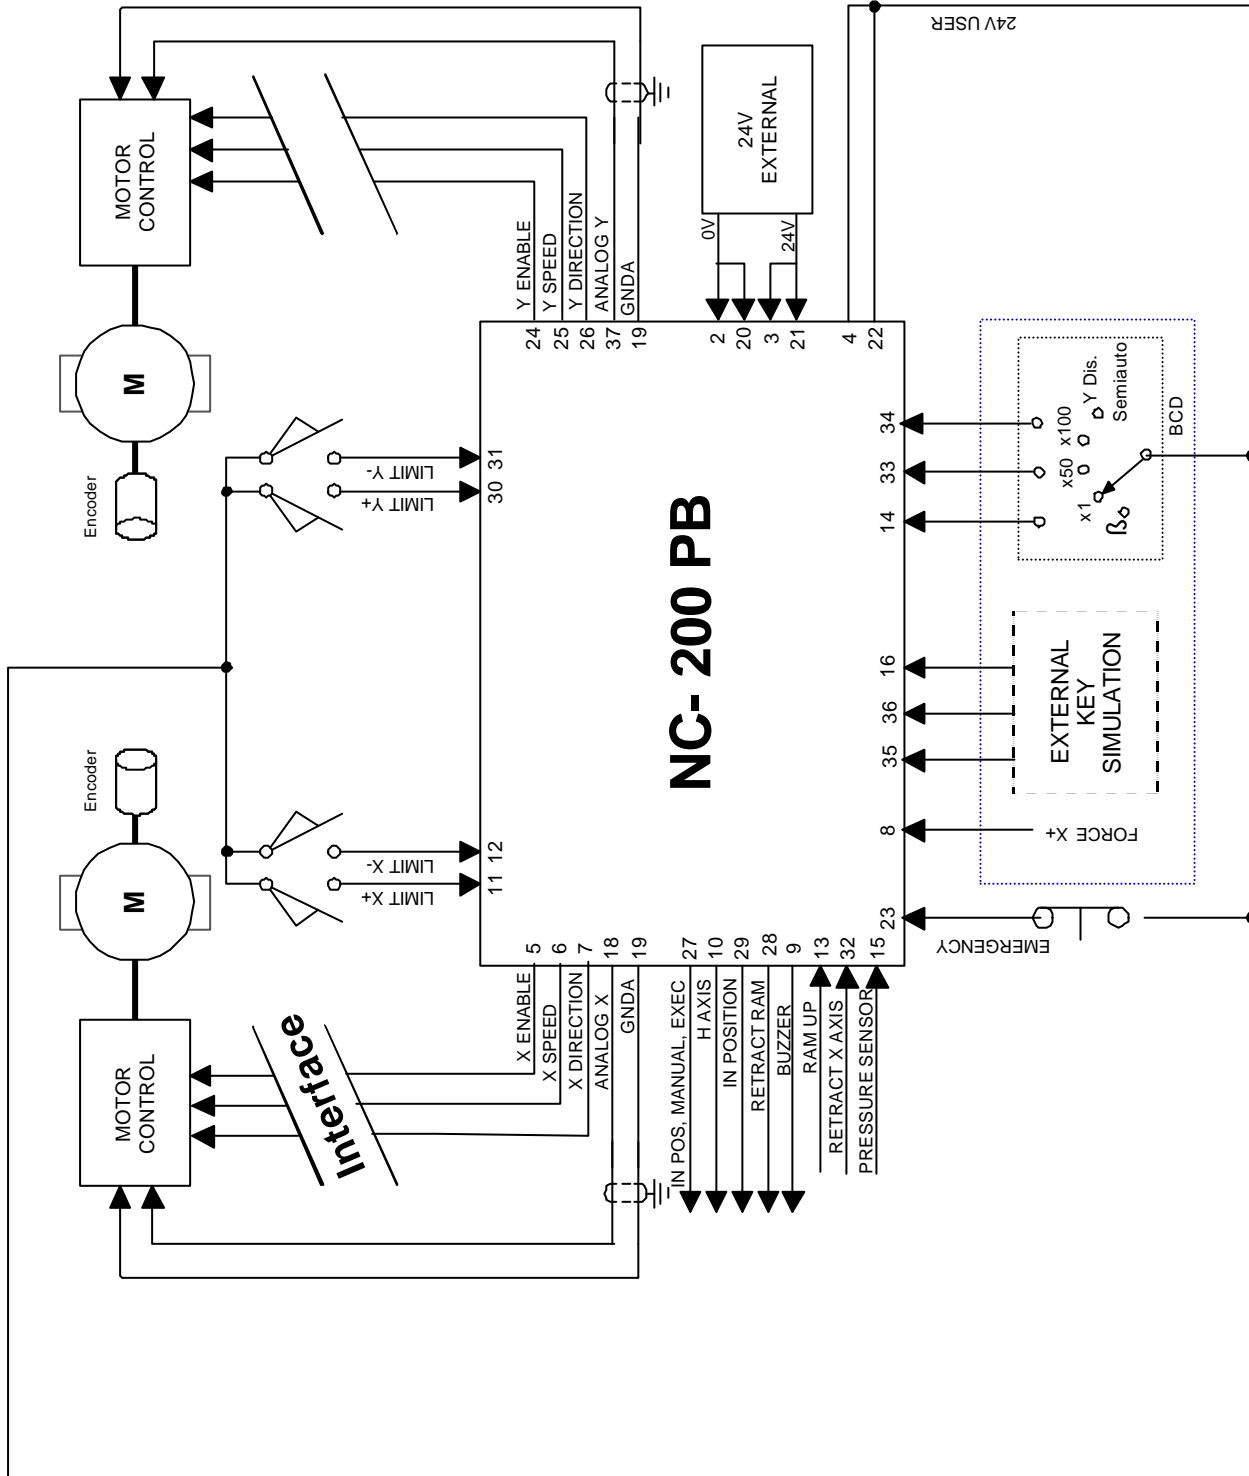 24V USER
MOTOR
CONTROL
24V
EXTERNAL
0V
24V
Y ENABLE
Y SPEED
Y DIRECTION
ANALOG Y
GNDA
24
25
26
37
19
2
20
3
21
4
22
M
Encoder
LIMIT Y-
LIMIT Y+
31
30
NC- 200 PB
34
33
14
16
36
35
8
23
x1
x50
x100
Y Dis.
Semiauto
BCD
EXTERNAL
KEY
SIMULATION
FORCE X+
EMERGENCY
Encoder
M
LIMIT X-
LIMIT X+
12
11
5
6
7
18
19
27
10
29
28
9
13
32
15
X ENABLE
X SPEED
X DIRECTION
ANALOG X
GNDA
IN POS, MANUAL, EXEC
H AXIS
IN POSITION
RETRACT RAM
BUZZER
RAM UP
RETRACT X AXIS
PRESSURE SENSOR
MOTOR
CONTROL
Interface